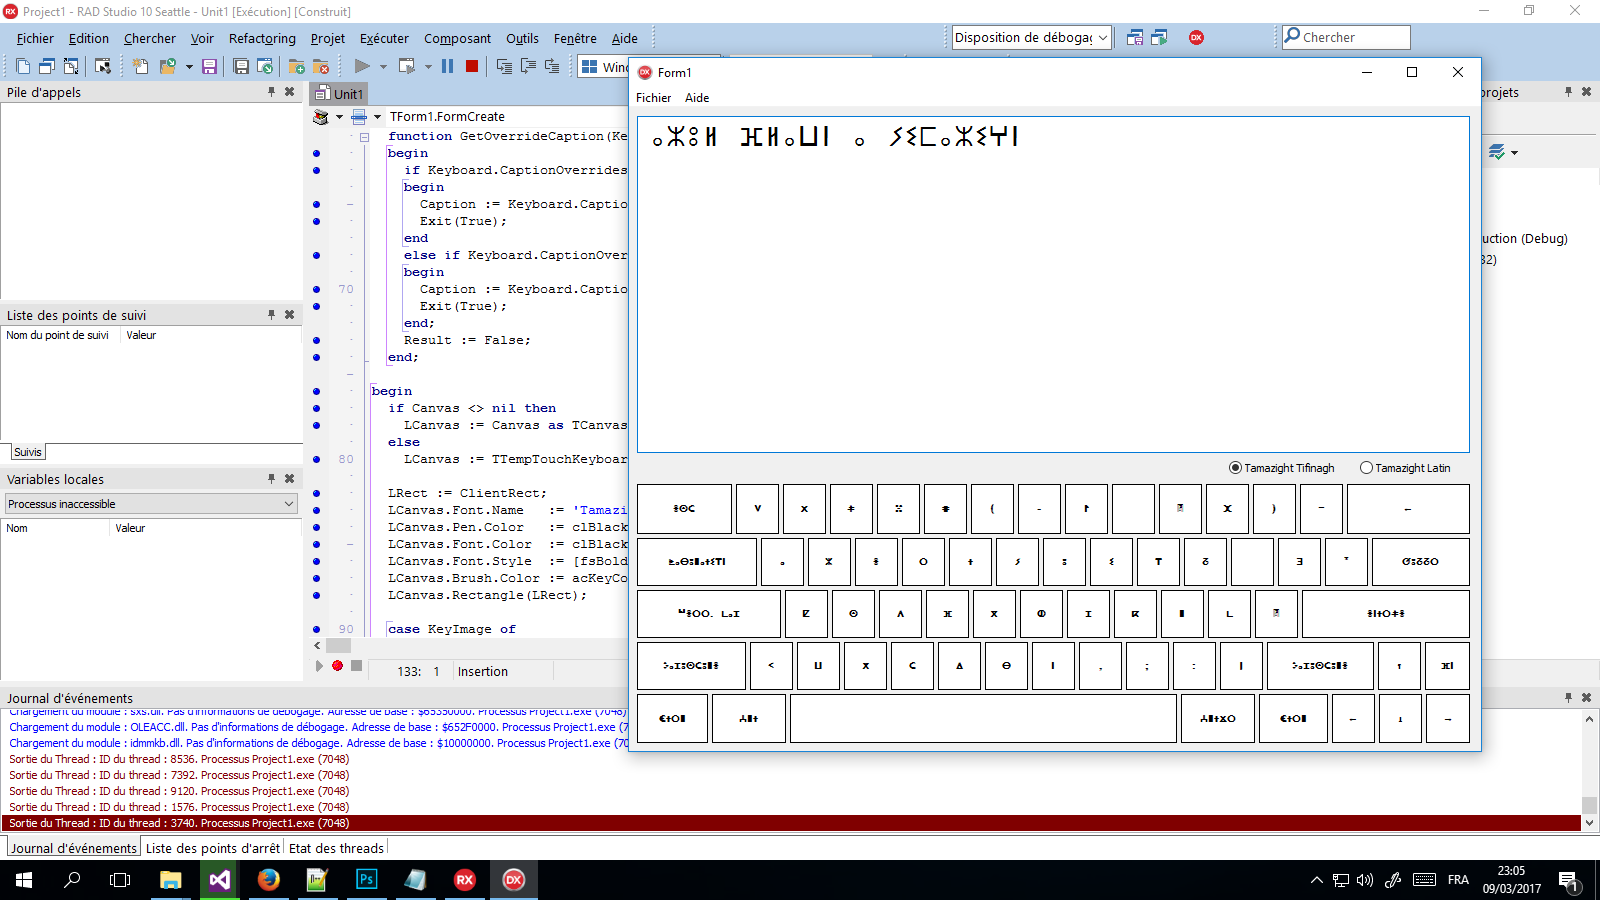 Project1 - RAD Studio 10 Seattle - Unit1 [Exécution] [Construit]
Fichier Edition Chercher Voir Refactoring Projet Exécuter Composant Outils Fenêtre Aide
Disposition de débogag
Chercher
Wind
Pile d'appels
Unit1
TForm1.FormCreate
function GetOverrideCaption(Ke
begin
if Keyboard.CaptionOverrides
begin
Caption := Keyboard.Captio
Exit(True);
end
else if Keyboard.CaptionOver
begin
70 Caption := Keyboard.Captio
Exit(True);
end;
Result := False;
end;
begin
if Canvas <> nil then
LCanvas := Canvas as TCanvas
else
80 LCanvas := TTempTouchKeyboar
LRect := ClientRect;
LCanvas.Font.Name := 'Tamazi
LCanvas.Pen.Color := clBlack
LCanvas.Font.Color := clBlack
LCanvas.Font.Style := [fsBold
LCanvas.Brush.Color := acKeyCo
LCanvas.Rectangle(LRect);
90 case KeyImage of
133: 1 Insertion
Liste des points de suivi
Nom du point de suivi Valeur
Suivis
Variables locales
Processus inaccessible
Nom Valeur
Form1
Fichier Aide
ⴰⵣⵓⵍ ⴼⵍⴰⵡⵏ ⴰ ⵢⵉⵎⴰⵣⵉⵖⵏ
Tamazight Tifinagh
Tamazight Latin
rojets
uction (Debug)
32)
Journal d'événements
Chargement du module : sxs.dll. Pas d'informations de débogage. Adresse de base : $65350000. Processus Project1.exe (7048)
Chargement du module : OLEACC.dll. Pas d'informations de débogage. Adresse de base : $652F0000. Processus Project1.exe (7
Chargement du module : idmmkb.dll. Pas d'informations de débogage. Adresse de base : $10000000. Processus Project1.exe (70
Sortie du Thread : ID du thread : 8536. Processus Project1.exe (7048)
Sortie du Thread : ID du thread : 7392. Processus Project1.exe (7048)
Sortie du Thread : ID du thread : 9120. Processus Project1.exe (7048)
Sortie du Thread : ID du thread : 1576. Processus Project1.exe (7048)
Sortie du Thread : ID du thread : 3740. Processus Project1.exe (7048)
Journal d'événements Liste des points d'arrêt Etat des threads
FRA
23:05
09/03/2017